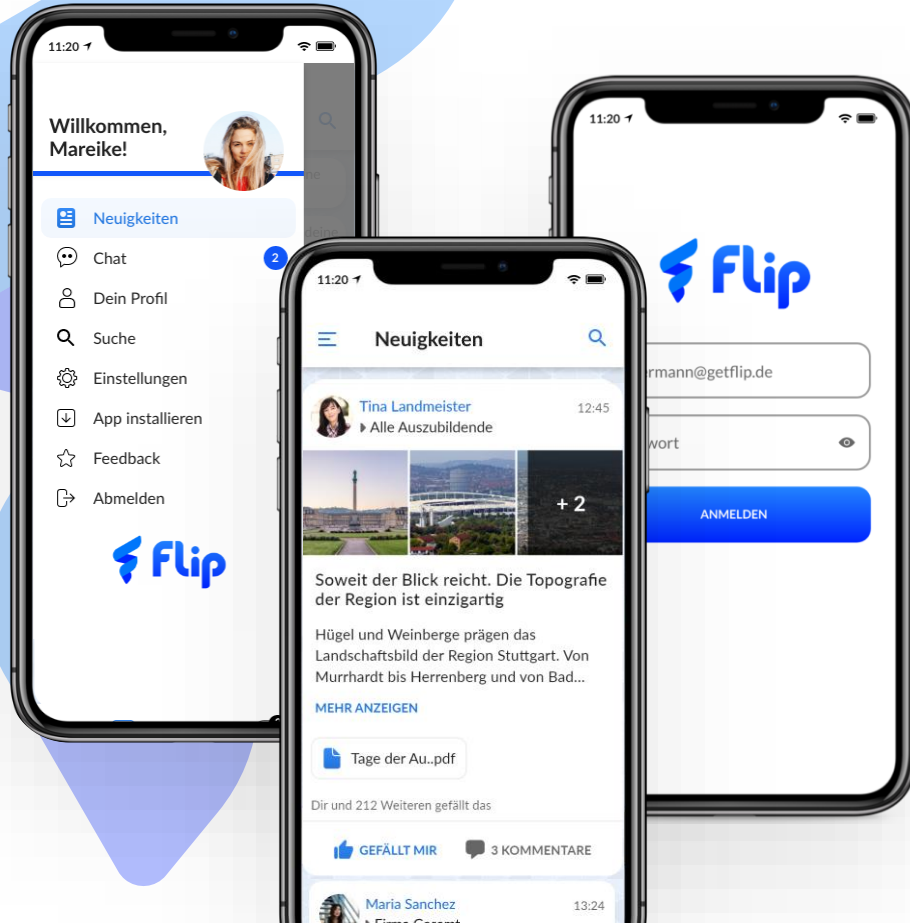 11:20
Willkommen,
Mareike!
Neuigkeiten
Chat
2
Dein Profil
Suche
Einstellungen
App installieren
Feedback
Abmelden
Flip
deine
11:20
Neuigkeiten
Tina Landmeister
12:45
Alle Auszubildende
+ 2
Soweit der Blick reicht. Die Topografie
der Region ist einzigartig
Hügel und Weinberge prägen das
Landschaftsbild der Region Stuttgart. Von
Murrhardt bis Herrenberg und von Bad...
MEHR ANZEIGEN
Tage der Au..pdf
Dir und 212 Weiteren gefällt das
GEFÄLLT MIR
3 KOMMENTARE
Maria Sanchez
13:24
11:20
Flip
ermann@getflip.de
wort
ANMELDEN